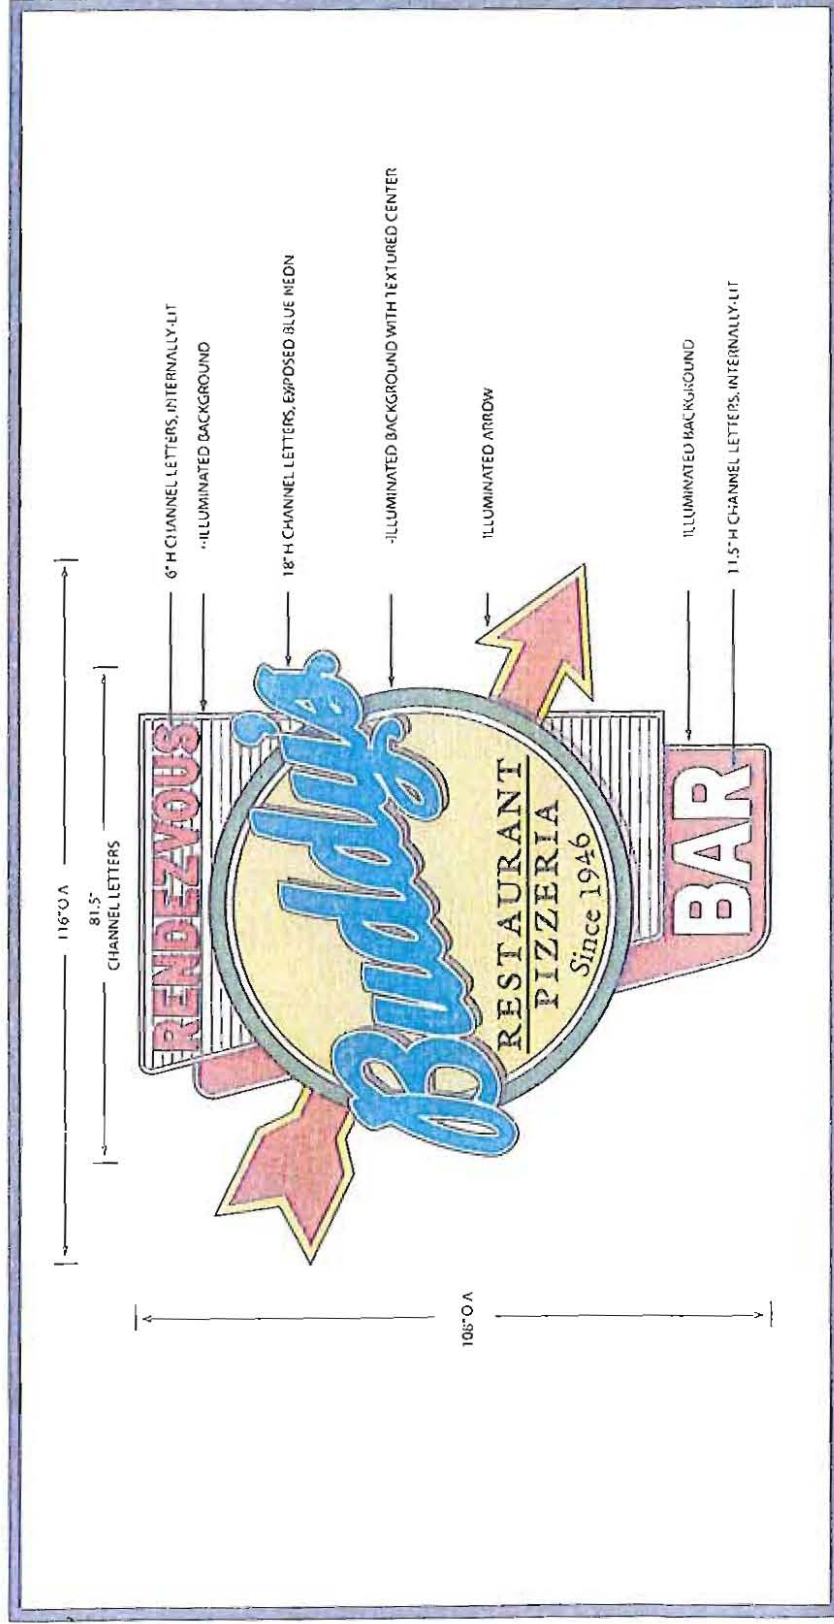 116" O A
81.5"
CHANNEL LETTERS
6" H CHANNEL LETTERS, INTERNALLY-LIT
ILLUMINATED BACKGROUND
18" H CHANNEL LETTERS, EXPOSED BLUE NEON
ILLUMINATED BACKGROUND WITH TEXTURED CENTER
ILLUMINATED ARROW
ILLUMINATED BACKGROUND
11.5" H CHANNEL LETTERS, INTERNALLY-LIT
RENDEZVOUS
Buddy's
RESTAURANT
PIZZERIA
Since 1946
BAR
108" O A